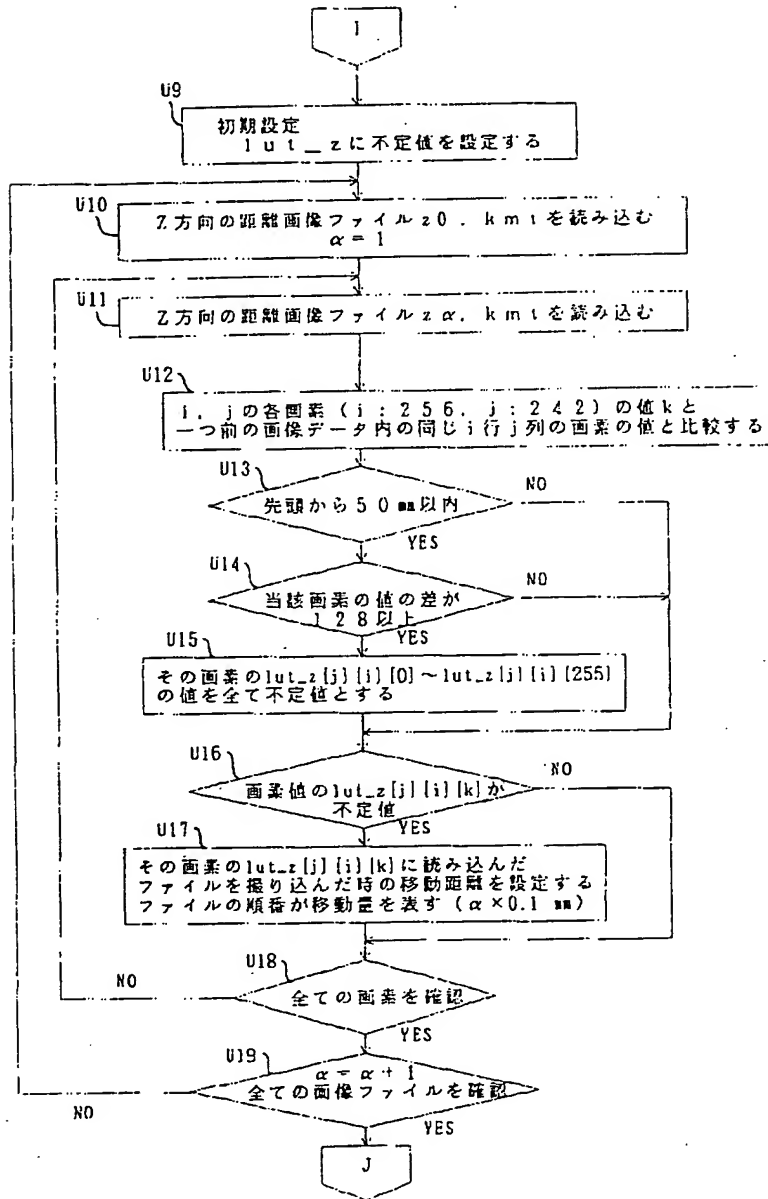 I
U9
初期設定
lut_zに不定値を設定する
U10
Z方向の距離画像ファイルz0.kmtを読み込む
α=1
U11
Z方向の距離画像ファイルzα.kmtを読み込む
U12
i,jの各画素(i:256,j:242)の値kと
一つ前の画像データ内の同じi行j列の画素の値と比較する
U13
先頭から50mm以内
NO
YES
U14
当該画素の値の差が
128以上
NO
YES
U15
その画素のlut_z[j][i][0]~lut_z[j][i][255]
の値を全て不定値とする
U16
画素値のlut_z[j][i][k]が
不定値
NO
YES
U17
その画素のlut_z[j][i][k]に読み込んだ
ファイルを撮り込んだ時の移動距離を設定する
ファイルの順番が移動量を表す(α×0.1mm)
U18
全ての画素を確認
NO
YES
U19
α=α+1
全ての画像ファイルを確認
NO
YES
J